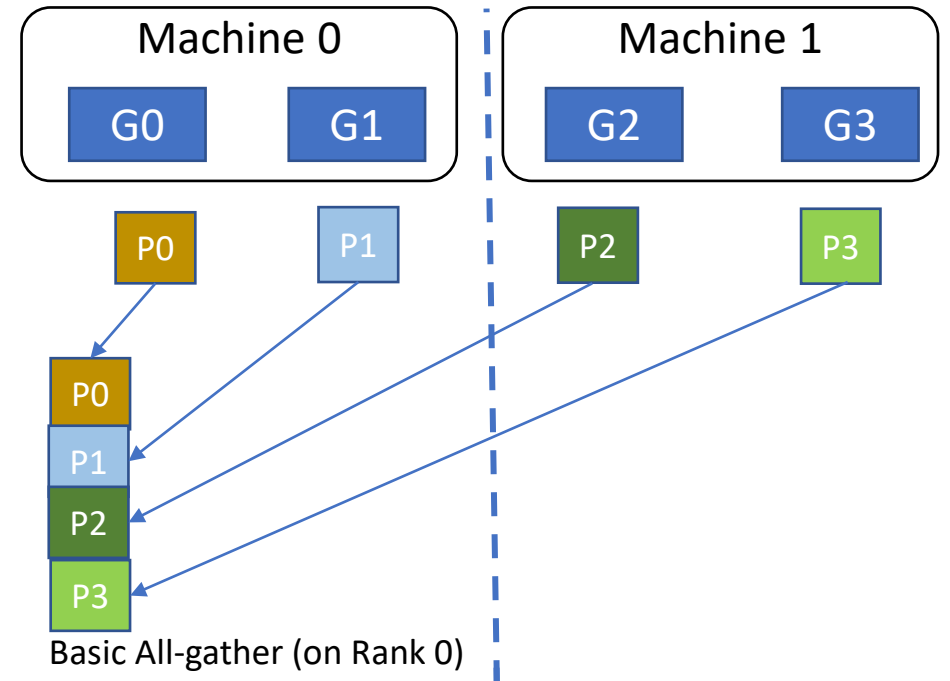 Machine 0
Machine 1
G0
G1
G2
G3
P0
P1
P2
P3
P0
P1
P2
P3
Basic All-gather (on Rank 0)